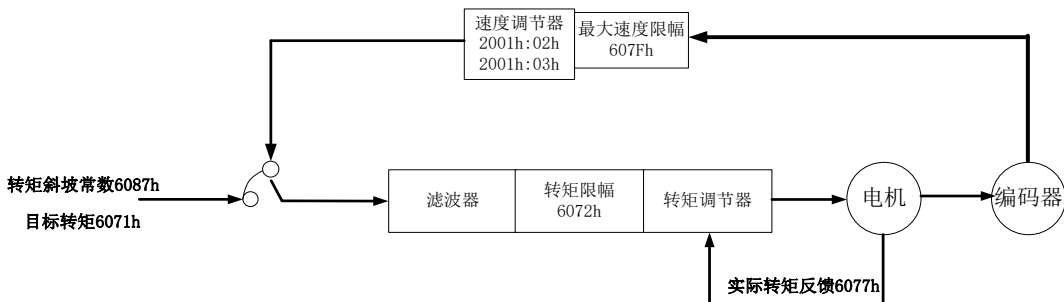 速度调节器
2001h:02h
2001h:03h
最大速度限幅
607Fh
转矩斜坡常数6087h
目标转矩6071h
滤波器
转矩限幅
6072h
转矩调节器
电机
编码器
实际转矩反馈6077h